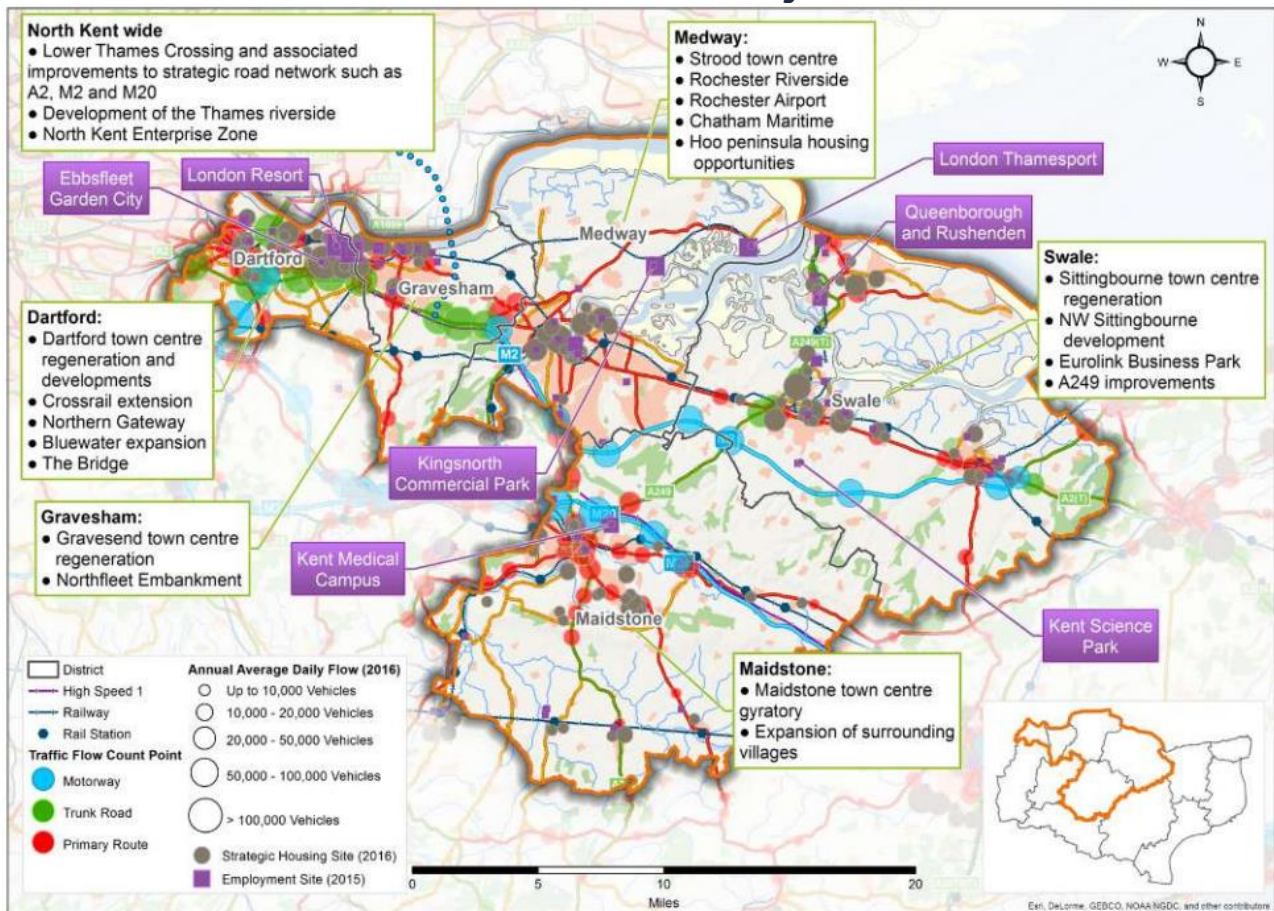 North Kent wide
● Lower Thames Crossing and associated
improvements to strategic road network such as
A2, M2 and M20
● Development of the Thames riverside
● North Kent Enterprise Zone
Medway:
● Strood town centre
● Rochester Riverside
● Rochester Airport
● Chatham Maritime
● Hoo peninsula housing
opportunities
N
W
E
S
Ebbsfleet
Garden City
London Resort
London Thamesport
Queenborough
and Rushenden
Swale:
● Sittingbourne town centre
regeneration
● NW Sittingbourne
development
● Eurolink Business Park
● A249 improvements
Dartford
Gravesham
Medway
Swale
Maidstone
M2
A249(T)
A249
M20
A2(T)
Dartford:
● Dartford town centre
regeneration and
developments
● Crossrail extension
● Northern Gateway
● Bluewater expansion
● The Bridge
Gravesham:
● Gravesend town centre
regeneration
● Northfleet Embankment
Kingsnorth
Commercial Park
Kent Medical
Campus
Kent Science
Park
Maidstone:
● Maidstone town centre
gyratory
● Expansion of surrounding
villages
District
High Speed 1
Railway
Rail Station
Traffic Flow Count Point
Motorway
Trunk Road
Primary Route
Annual Average Daily Flow (2016)
Up to 10,000 Vehicles
10,000 - 20,000 Vehicles
20,000 - 50,000 Vehicles
50,000 - 100,000 Vehicles
> 100,000 Vehicles
Strategic Housing Site (2016)
Employment Site (2015)
0
5
10
20
Miles
Esri, DeLorme, GEBCO, NOAA NGDC, and other contributors